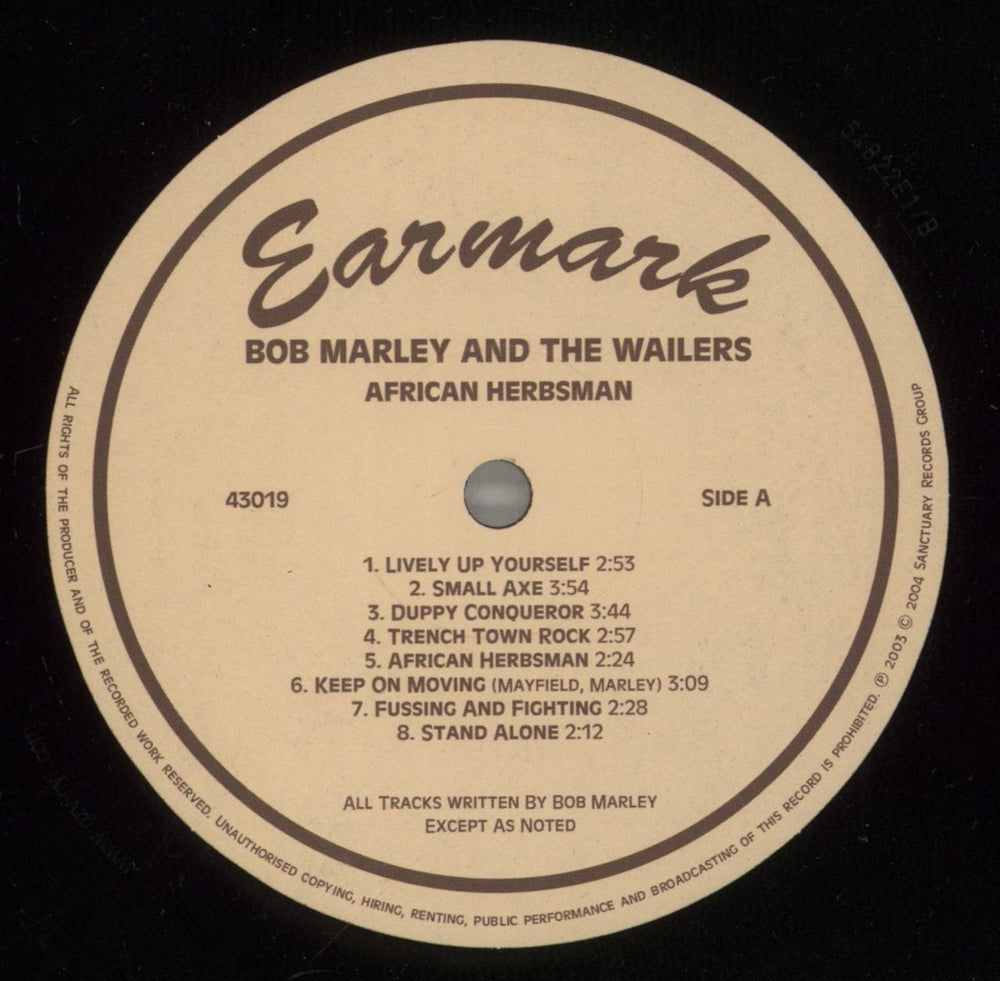 Earmark
BOB MARLEY AND THE WAILERS
AFRICAN HERBSMAN
43019
SIDE A
1. LIVELY UP YOURSELF 2:53
2. SMALL AXE 3:54
3. DUPPY CONQUEROR 3:44
4. TRENCH TOWN ROCK 2:57
5. AFRICAN HERBSMAN 2:24
6. KEEP ON MOVING (MAYFIELD, MARLEY) 3:09
7. FUSSING AND FIGHTING 2:28
8. STAND ALONE 2:12
ALL TRACKS WRITTEN BY BOB MARLEY
EXCEPT AS NOTED
ALL RIGHTS OF THE PRODUCER AND OF THE RECORDED WORK RESERVED. UNAUTHORISED COPYING, HIRING, RENTING, PUBLIC PERFORMANCE AND BROADCASTING OF THIS RECORD IS PROHIBITED. ℗ 2003 © 2004 SANCTUARY RECORDS GROUP
54822E1/B